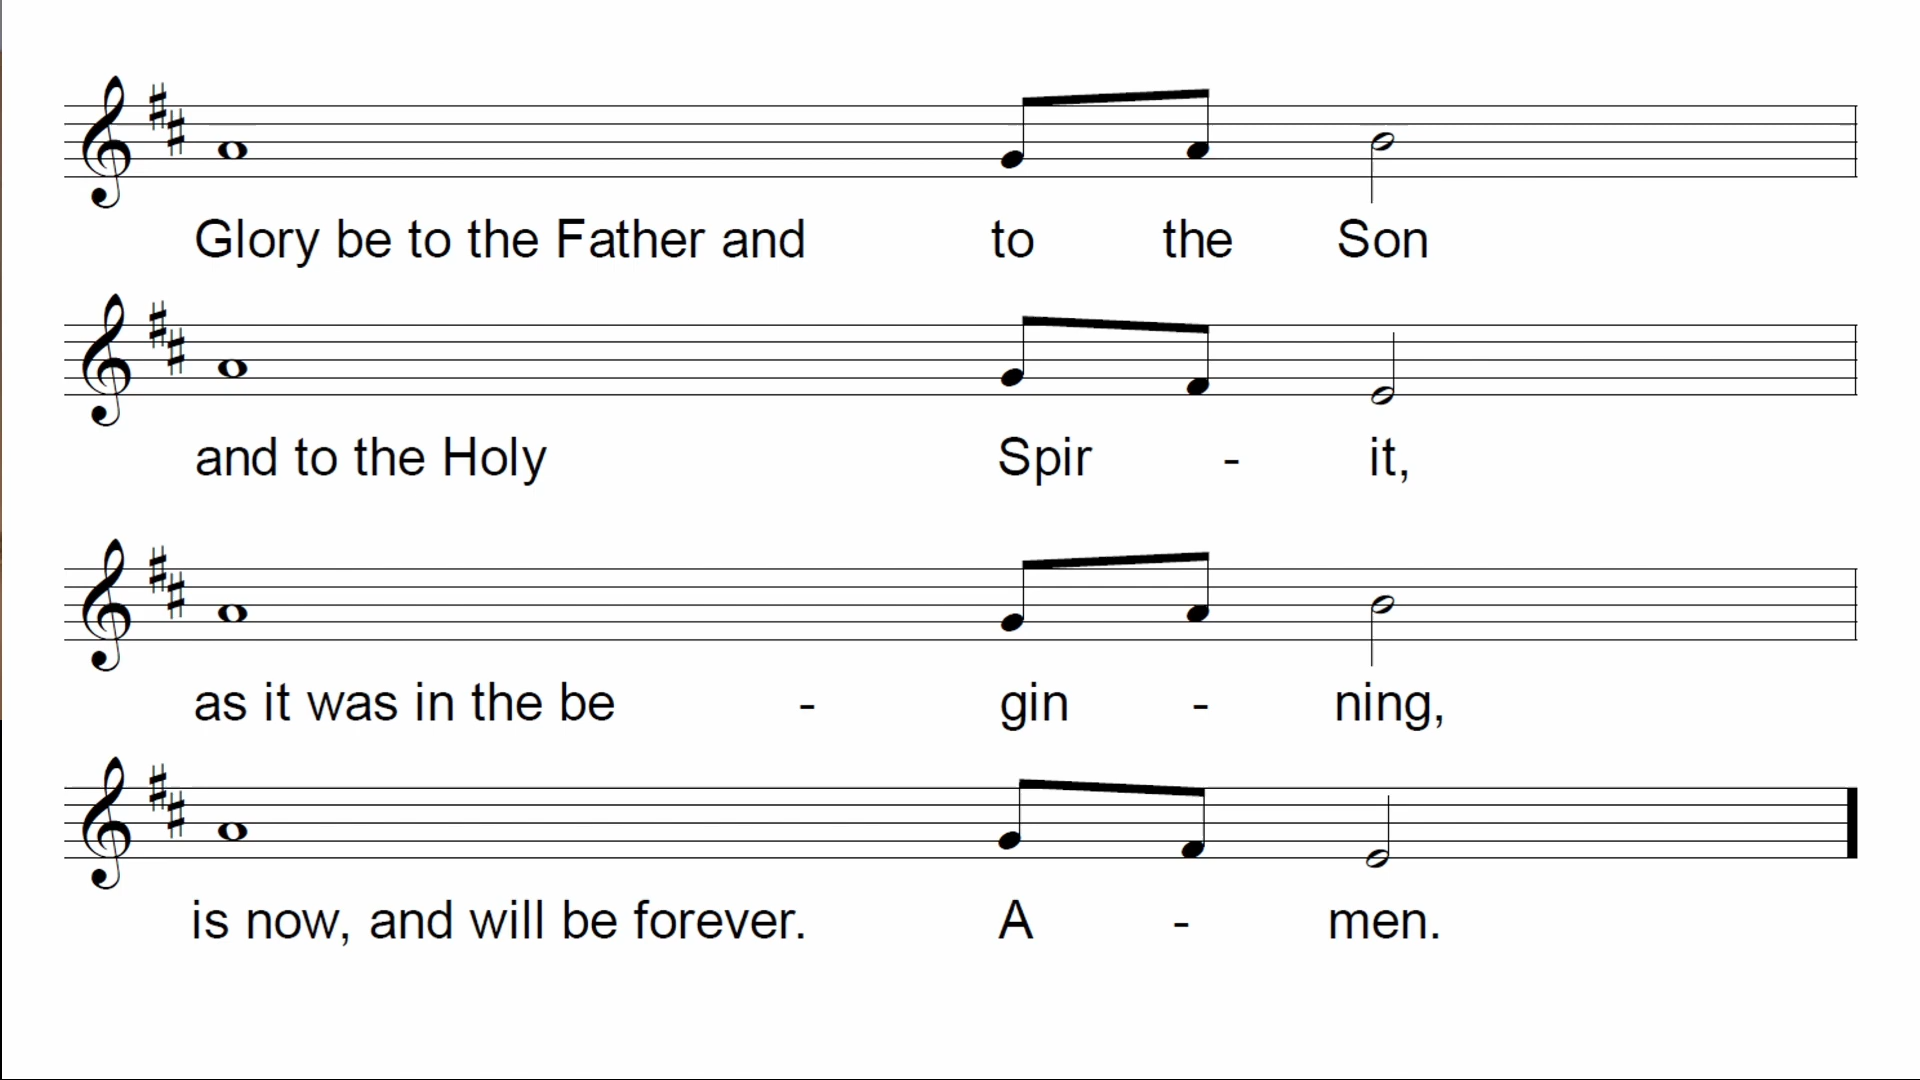 Glory be to the Father and to the Son
and to the Holy Spir - it,
as it was in the be - gin - ning,
is now, and will be forever. A - men.